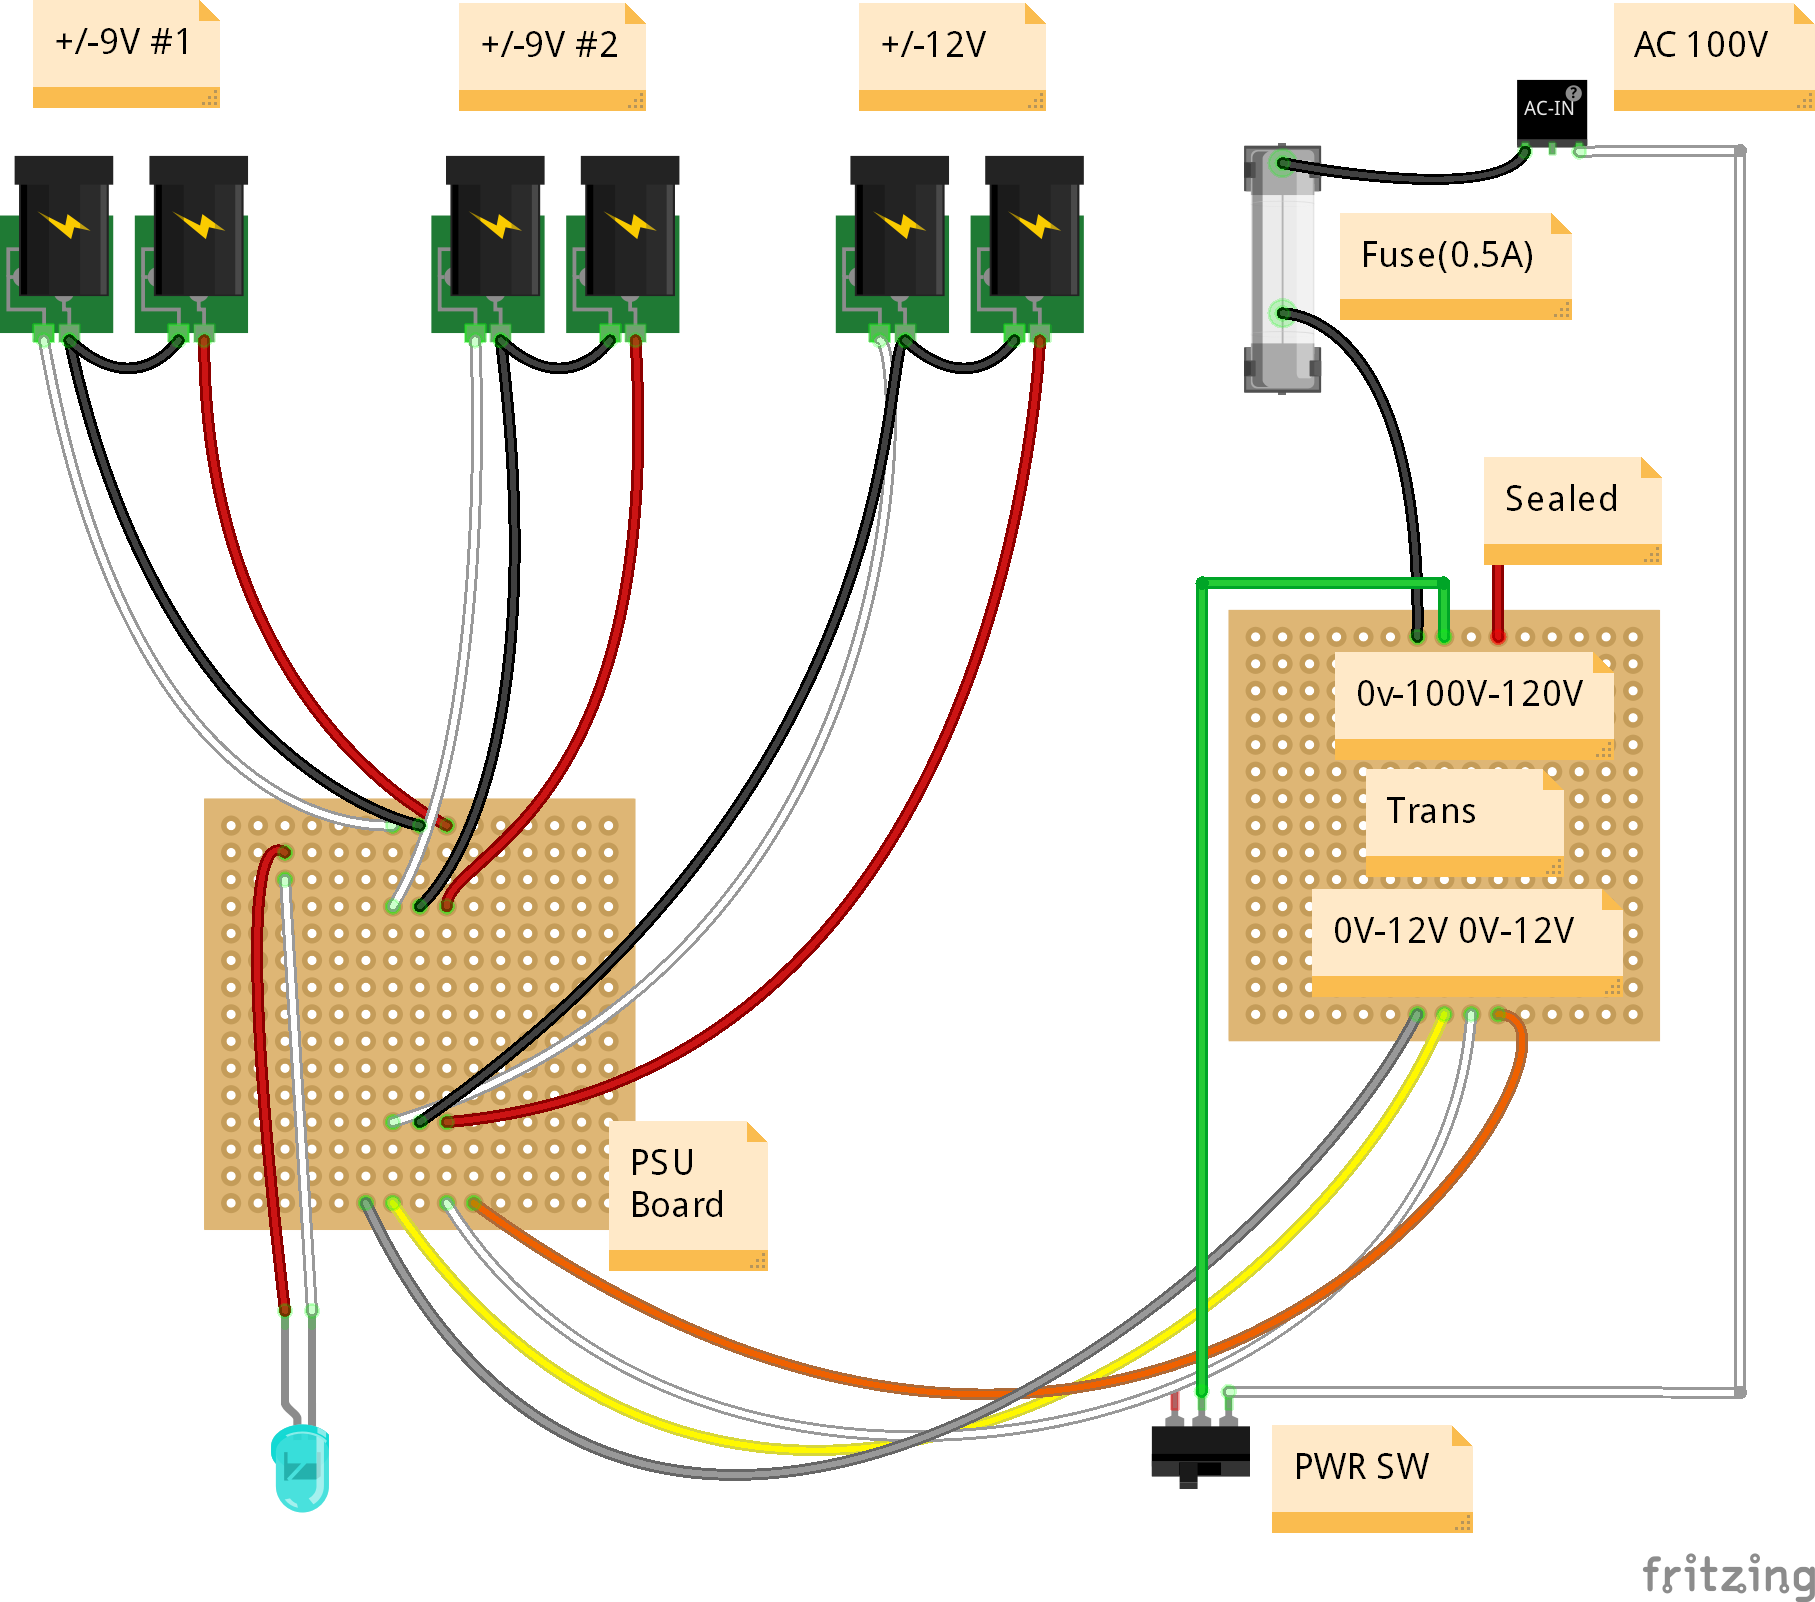 +/-9V #1
+/-9V #2
+/-12V
AC 100V
AC-IN
?
Fuse(0.5A)
Sealed
0v-100V-120V
Trans
0V-12V 0V-12V
PSU
Board
PWR SW
fritzing